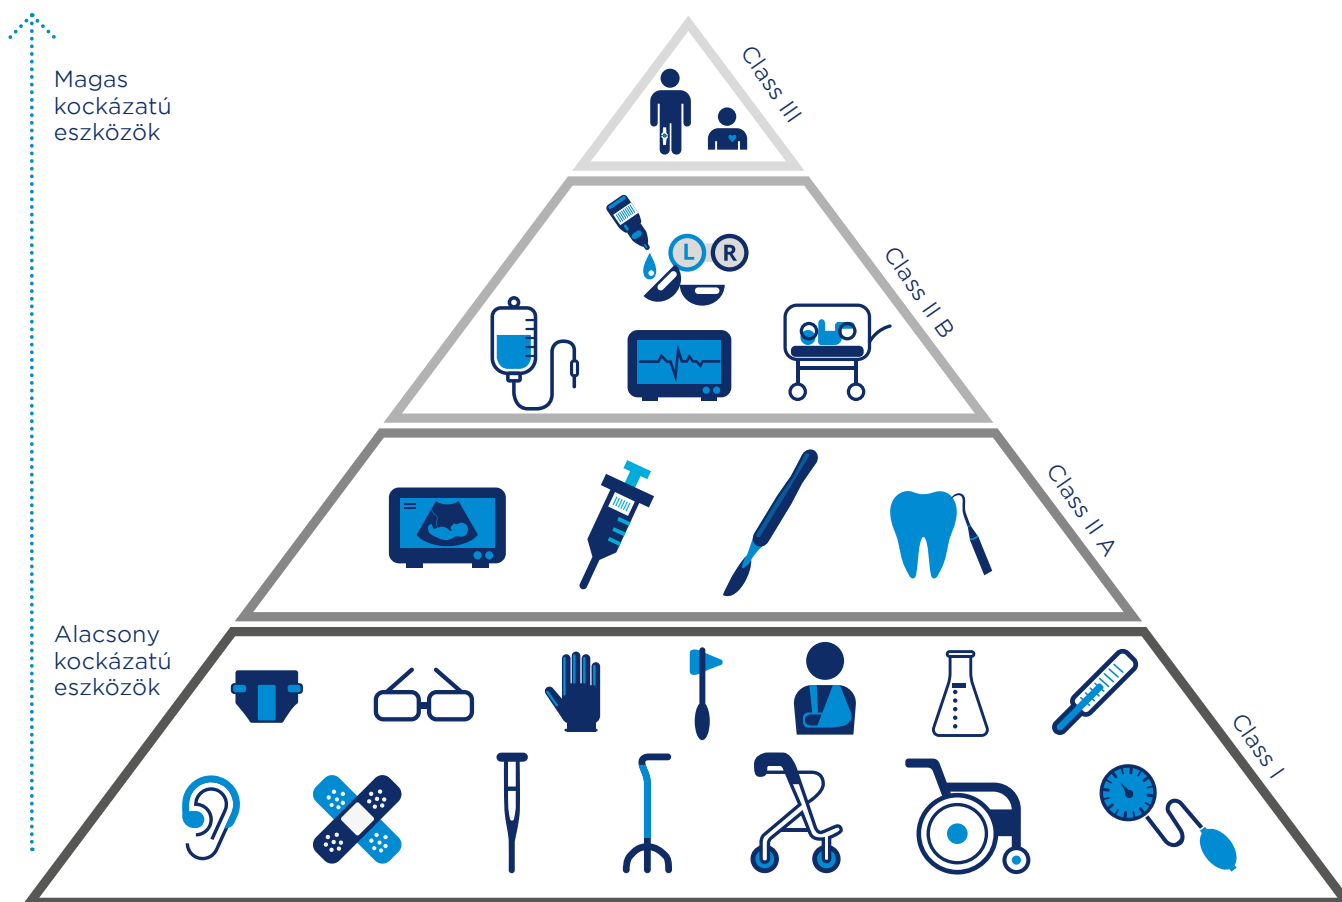 Magas
kockázatú
eszközök
Class III
L R
Class II B
Class II A
Alacsony
kockázatú
eszközök
Class I